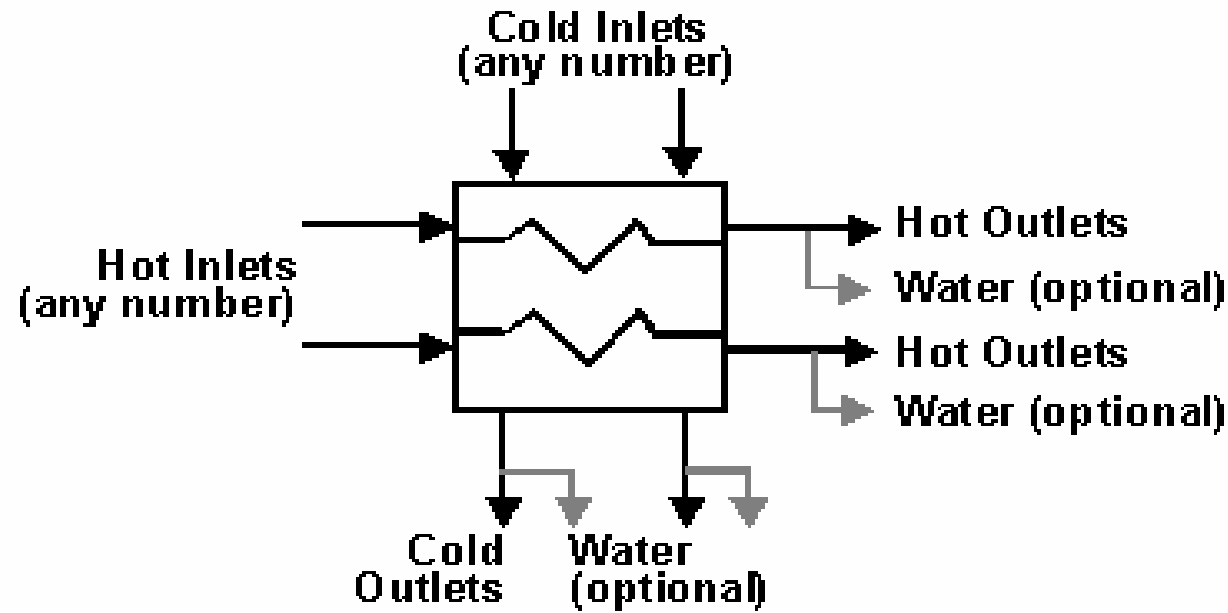 Cold Inlets
(any number)
Hot Outlets
Hot Inlets
(any number)
Water (optional)
Hot Outlets
Water (optional)
Cold
Outlets
Water
(optional)